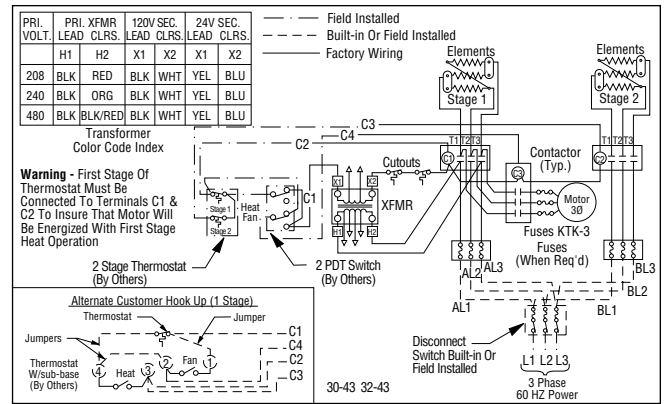 PRI. VOLT. PRI. XFMR LEAD CLRS. 120V SEC. LEAD CLRS. 24V SEC. LEAD CLRS.
H1 H2 X1 X2 X1 X2
208 BLK RED BLK WHT YEL BLU
240 BLK ORG BLK WHT YEL BLU
480 BLK BLK/RED BLK WHT YEL BLU
Transformer
Color Code Index
Field Installed
Built-in Or Field Installed
Factory Wiring
Elements
Stage 1
Elements
Stage 2
C3
C4
C2
T1 T2 T3
C1
T1 T2 T3
C2
Contactor
(Typ.)
C3
Warning - First Stage Of
Thermostat Must Be
Connected To Terminals C1 &
C2 To Insure That Motor Will
Be Energized With First Stage
Heat Operation
Stage 1
Stage 2
Heat
Fan
C1
X1 X2
Cutouts
XFMR
H1 H2
Motor
3Ø
Fuses KTK-3
Fuses
(When Req'd)
2 Stage Thermostat
(By Others)
2 PDT Switch
(By Others)
AL3
AL2
AL1
BL3
BL2
BL1
Disconnect
Switch Built-in Or
Field Installed
L1 L2 L3
3 Phase
60 HZ Power
Alternate Customer Hook Up (1 Stage)
Thermostat
Jumper
Jumpers
C1
C4
C2
C3
Thermostat
W/sub-base
(By Others)
4 Heat 3 2 Fan 1
30-43 32-43